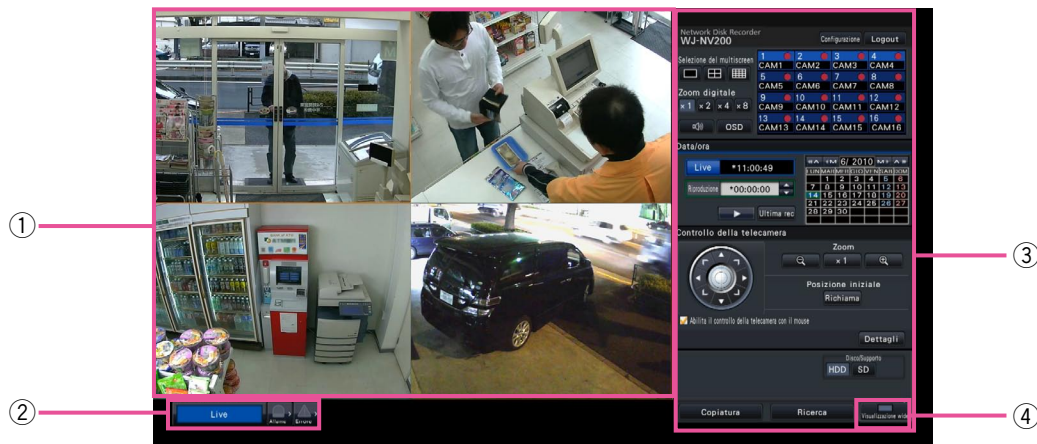 ①
②
③
④
Network Disk Recorder
WJ-NV200
Configurazione
Logout
Selezione del multiscreen
Zoom digitale
×1 ×2 ×4 ×8
OSD
1 2 3 4
CAM1 CAM2 CAM3 CAM4
5 6 7 8
CAM5 CAM6 CAM7 CAM8
9 10 11 12
CAM9 CAM10 CAM11 CAM12
13 14 15 16
CAM13 CAM14 CAM15 CAM16
Data/ora
Live *11:00:49
Riproduzione *00:00:00
Ultima rec
6/ 2010
LUN MAR MER GIO VEN SAB DOM
1 2 3 4 5 6
7 8 9 10 11 12 13
14 15 16 17 18 19 20
21 22 23 24 25 26 27
28 29 30
Controllo della telecamera
Zoom
×1
Posizione iniziale
Richiama
Abilita il controllo della telecamera con il mouse
Dettagli
Disco/Supporto
HDD SD
Copiatura
Ricerca
Visualizzazione wide
Live
Allarme
Errore